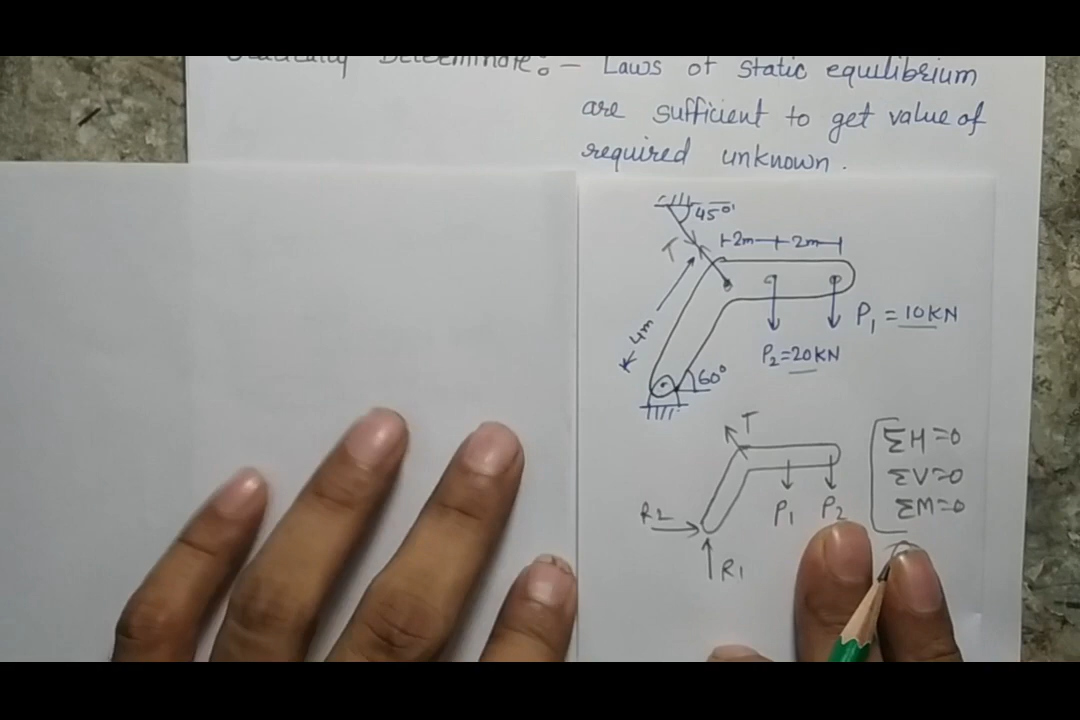 Determinate:- Laws of static equilibrium
are sufficient to get value of
required unknown.
45°
2m 2m
T
4m
P1 = 10KN
P2=20KN
60°
T
ΣH=0
ΣV=0
ΣM=0
R2
P1 P2
R1